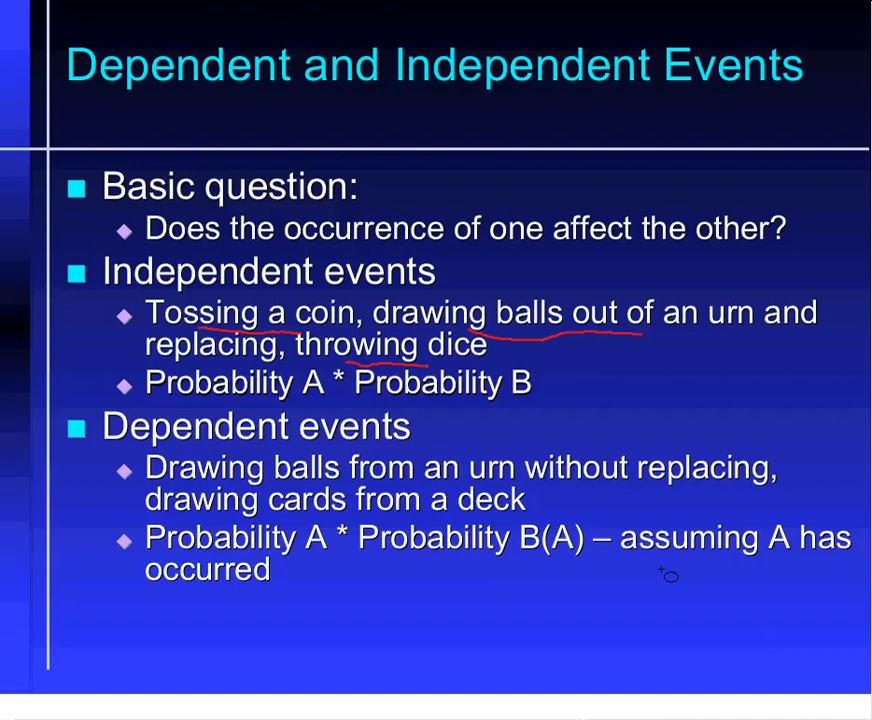 Dependent and Independent Events
Basic question:
Does the occurrence of one affect the other?
Independent events
Tossing a coin, drawing balls out of an urn and
replacing, throwing dice
Probability A * Probability B
Dependent events
Drawing balls from an urn without replacing,
drawing cards from a deck
Probability A * Probability B(A) – assuming A has
occurred